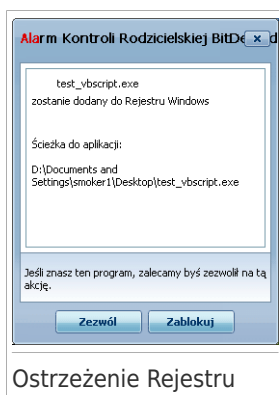 Alarm Kontroli Rodzicielskiej BitDe
test_vbscript.exe
zostanie dodany do Rejestru Windows
Ścieżka do aplikacji:
D:\Documents and
Settings\smoker1\Desktop\test_vbscript.exe
Jeśli znasz ten program, zalecamy byś zezwolił na tą
akcję.
Zezwól Zablokuj
Ostrzeżenie Rejestru